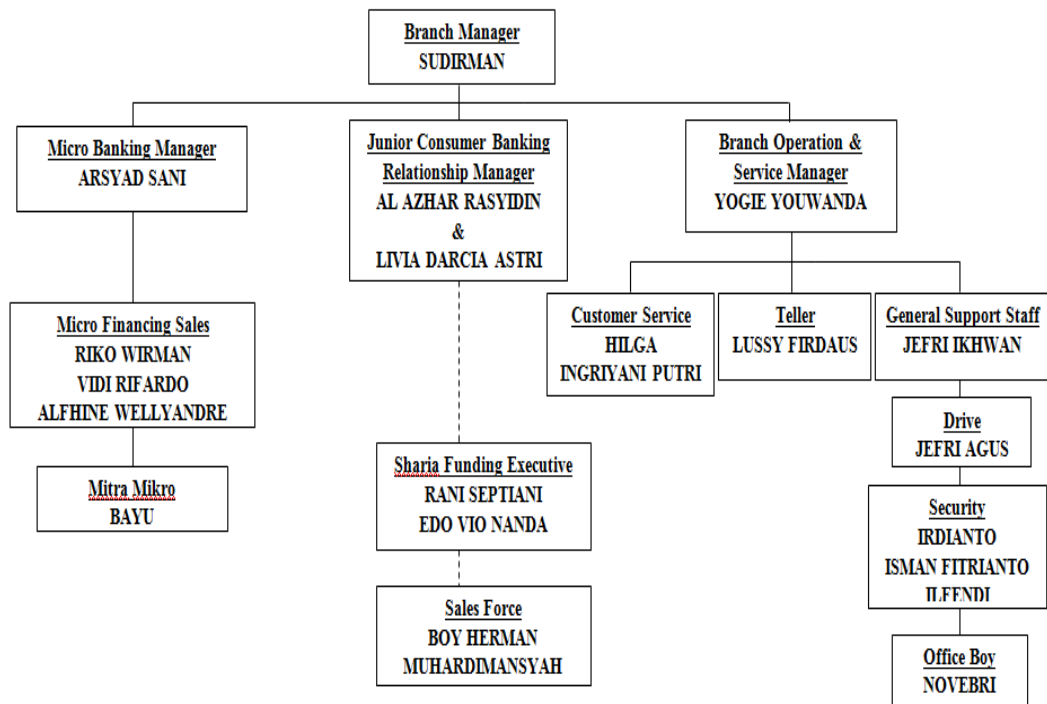 Branch Manager
SUDIRMAN
Micro Banking Manager
ARSYAD SANI
Junior Consumer Banking
Relationship Manager
AL AZHAR RASYIDIN
&
LIVIA DARCIA ASTRI
Branch Operation &
Service Manager
YOGIE YOUWANDA
Micro Financing Sales
RIKO WIRMAN
VIDI RIFARDO
ALFHINE WELLYANDRE
Mitra Mikro
BAYU
Sharia Funding Executive
RANI SEPTIANI
EDO VIO NANDA
Sales Force
BOY HERMAN
MUHARDIMANSYAH
Customer Service
HILGA
INGRIYANI PUTRI
Teller
LUSSY FIRDAUS
General Support Staff
JEFRI IKHWAN
Drive
JEFRI AGUS
Security
IRDIANTO
ISMAN FITRIANTO
Office Boy
NOVEBRI